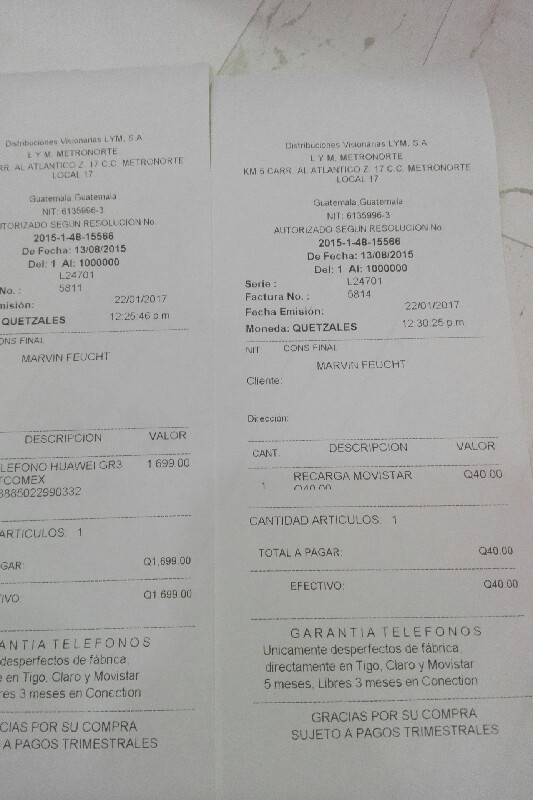 Distribuciones Visionarias LYM, S.A
L Y M, METRONORTE
RR. AL ATLANTICO Z. 17 C.C. METRONORTE
LOCAL 17
Guatemala,Guatemala
NIT: 6135996-3
UTORIZADO SEGUN RESOLUCION No
2015-1-48-15566
De Fecha: 13/08/2015
Del: 1 Al: 1000000
L24701
No. : 5811
misión: 22/01/2017
QUETZALES 12:25:46 p.m
ONS FINAL
MARVIN FEUCHT
DESCRIPCION VALOR
LEFONO HUAWEI GR3 1 699.00
TCOMEX
8885022990332
ARTICULOS: 1
GAR: Q1,699.00
IVO: Q1 699.00
ANTIA TELEFONOS
desperfectos de fábrica,
e en Tigo, Claro y Movistar
bres 3 meses en Conection
CIAS POR SU COMPRA
A PAGOS TRIMESTRALES
Distribuciones Visionarias LYM, S.A
L Y M, METRONORTE
KM 5 CARR. AL ATLANTICO Z. 17 C.C. METRONORTE
LOCAL 17
Guatemala,Guatemala
NIT: 6135996-3
AUTORIZADO SEGUN RESOLUCION No
2015-1-48-15566
De Fecha: 13/08/2015
Del: 1 Al: 1000000
Serie : L24701
Factura No. : 5814
Fecha Emisión: 22/01/2017
Moneda: QUETZALES 12:30:25 p.m
NIT: CONS FINAL
MARVIN FEUCHT
Cliente:
Dirección:
CANT. DESCRIPCION VALOR
1 RECARGA MOVISTAR Q40.00
Q40.00
CANTIDAD ARTICULOS: 1
TOTAL A PAGAR: Q40.00
EFECTIVO: Q40.00
GARANTIA TELEFONOS
Unicamente desperfectos de fábrica,
directamente en Tigo, Claro y Movistar
5 meses, Libres 3 meses en Conection
GRACIAS POR SU COMPRA
SUJETO A PAGOS TRIMESTRALES